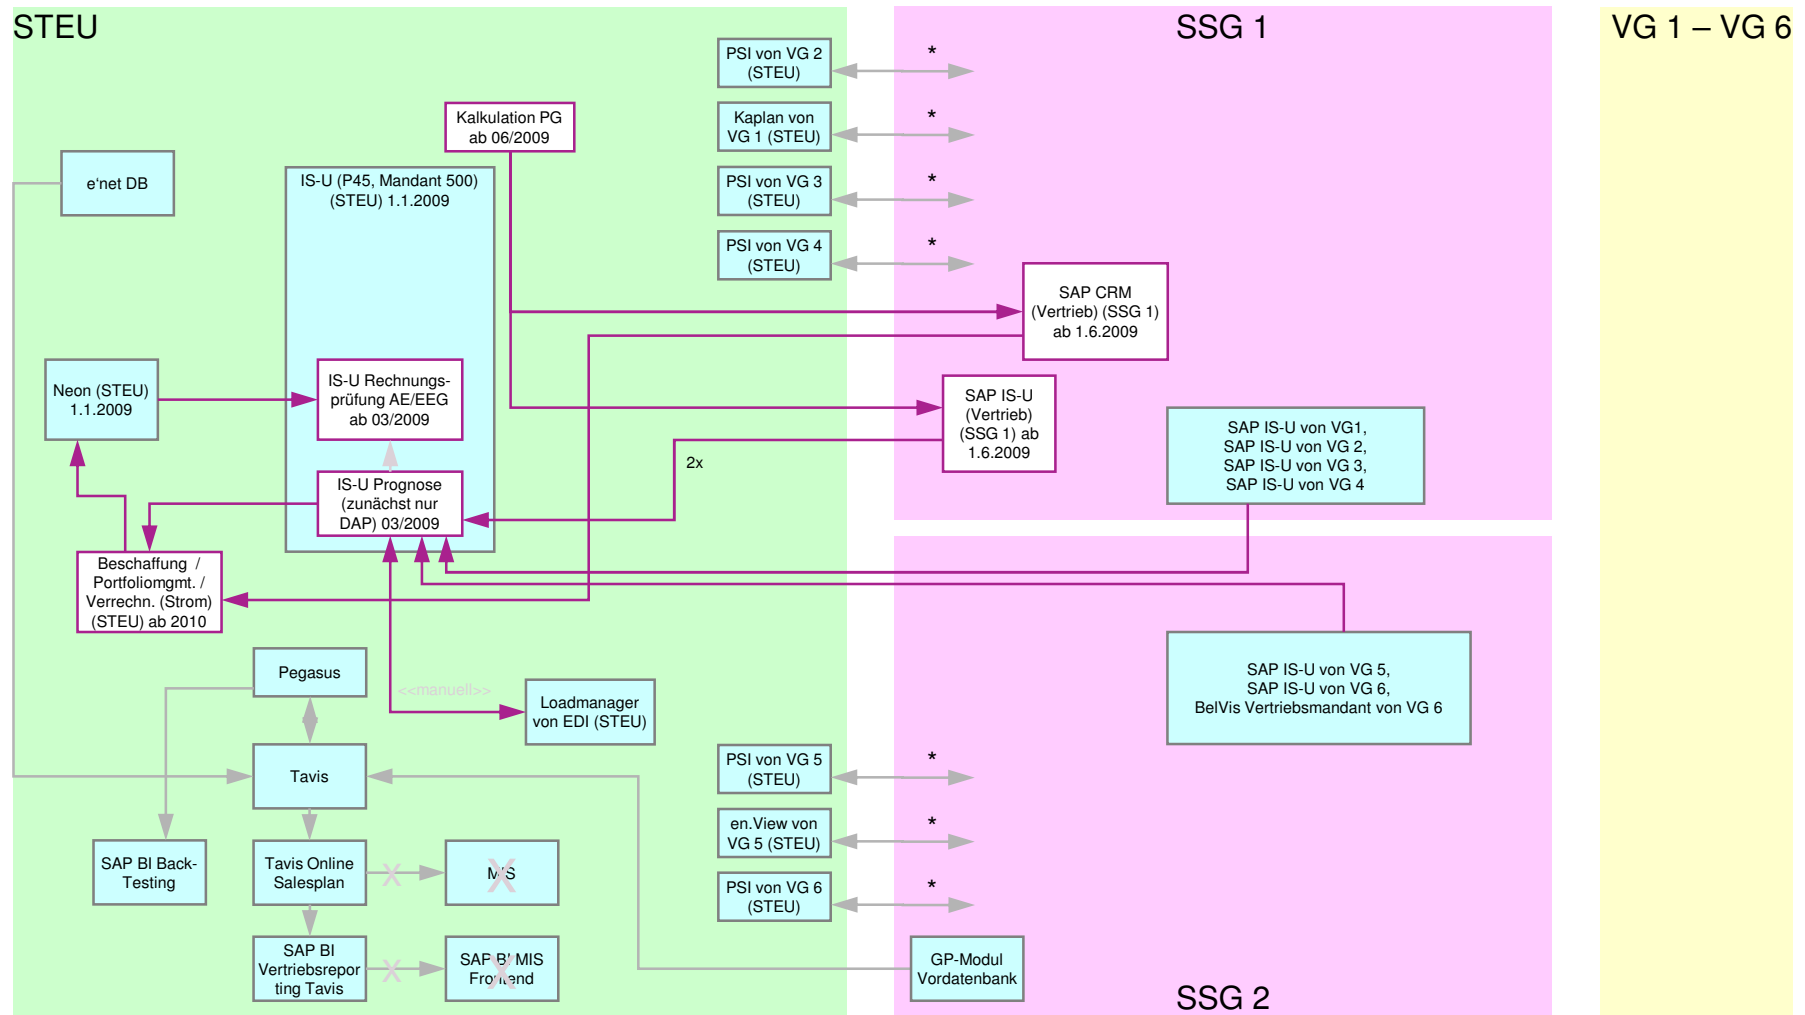 STEU
SSG 1
VG 1 – VG 6
PSI von VG 2
(STEU)
*
Kalkulation PG
ab 06/2009
Kaplan von
VG 1 (STEU)
*
e'net DB
IS-U (P45, Mandant 500)
(STEU) 1.1.2009
PSI von VG 3
(STEU)
*
PSI von VG 4
(STEU)
*
SAP CRM
(Vertrieb) (SSG 1)
ab 1.6.2009
Neon (STEU)
1.1.2009
IS-U Rechnungs-
prüfung AE/EEG
ab 03/2009
SAP IS-U
(Vertrieb)
(SSG 1) ab
1.6.2009
SAP IS-U von VG1,
SAP IS-U von VG 2,
SAP IS-U von VG 3,
SAP IS-U von VG 4
2x
IS-U Prognose
(zunächst nur
DAP) 03/2009
Beschaffung /
Portfoliomgmt. /
Verrechn. (Strom)
(STEU) ab 2010
Pegasus
<<manuell>>
Loadmanager
von EDI (STEU)
SAP IS-U von VG 5,
SAP IS-U von VG 6,
BelVis Vertriebsmandant von VG 6
Tavis
PSI von VG 5
(STEU)
*
en.View von
VG 5 (STEU)
*
SAP BI Back-
Testing
Tavis Online
Salesplan
X
MIS
X
PSI von VG 6
(STEU)
*
SAP BI
Vertriebsrepor
ting Tavis
X
SAP BI MIS
Frontend
X
GP-Modul
Vordatenbank
SSG 2